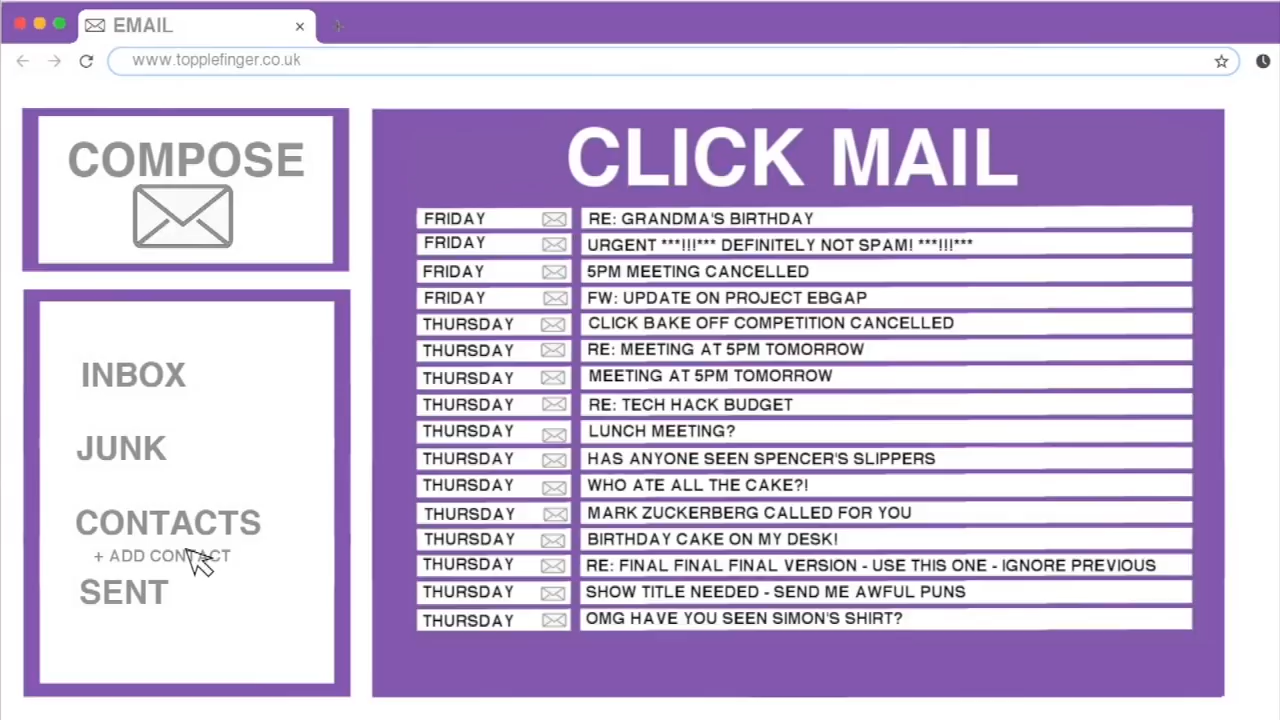 EMAIL
www.topplefinger.co.uk
COMPOSE
INBOX
JUNK
CONTACTS
+ ADD CONTACT
SENT
CLICK MAIL
FRIDAY RE: GRANDMA'S BIRTHDAY
FRIDAY URGENT ***!!!*** DEFINITELY NOT SPAM! ***!!!***
FRIDAY 5PM MEETING CANCELLED
FRIDAY FW: UPDATE ON PROJECT EBGAP
THURSDAY CLICK BAKE OFF COMPETITION CANCELLED
THURSDAY RE: MEETING AT 5PM TOMORROW
THURSDAY MEETING AT 5PM TOMORROW
THURSDAY RE: TECH HACK BUDGET
THURSDAY LUNCH MEETING?
THURSDAY HAS ANYONE SEEN SPENCER'S SLIPPERS
THURSDAY WHO ATE ALL THE CAKE?!
THURSDAY MARK ZUCKERBERG CALLED FOR YOU
THURSDAY BIRTHDAY CAKE ON MY DESK!
THURSDAY RE: FINAL FINAL FINAL VERSION - USE THIS ONE - IGNORE PREVIOUS
THURSDAY SHOW TITLE NEEDED - SEND ME AWFUL PUNS
THURSDAY OMG HAVE YOU SEEN SIMON'S SHIRT?